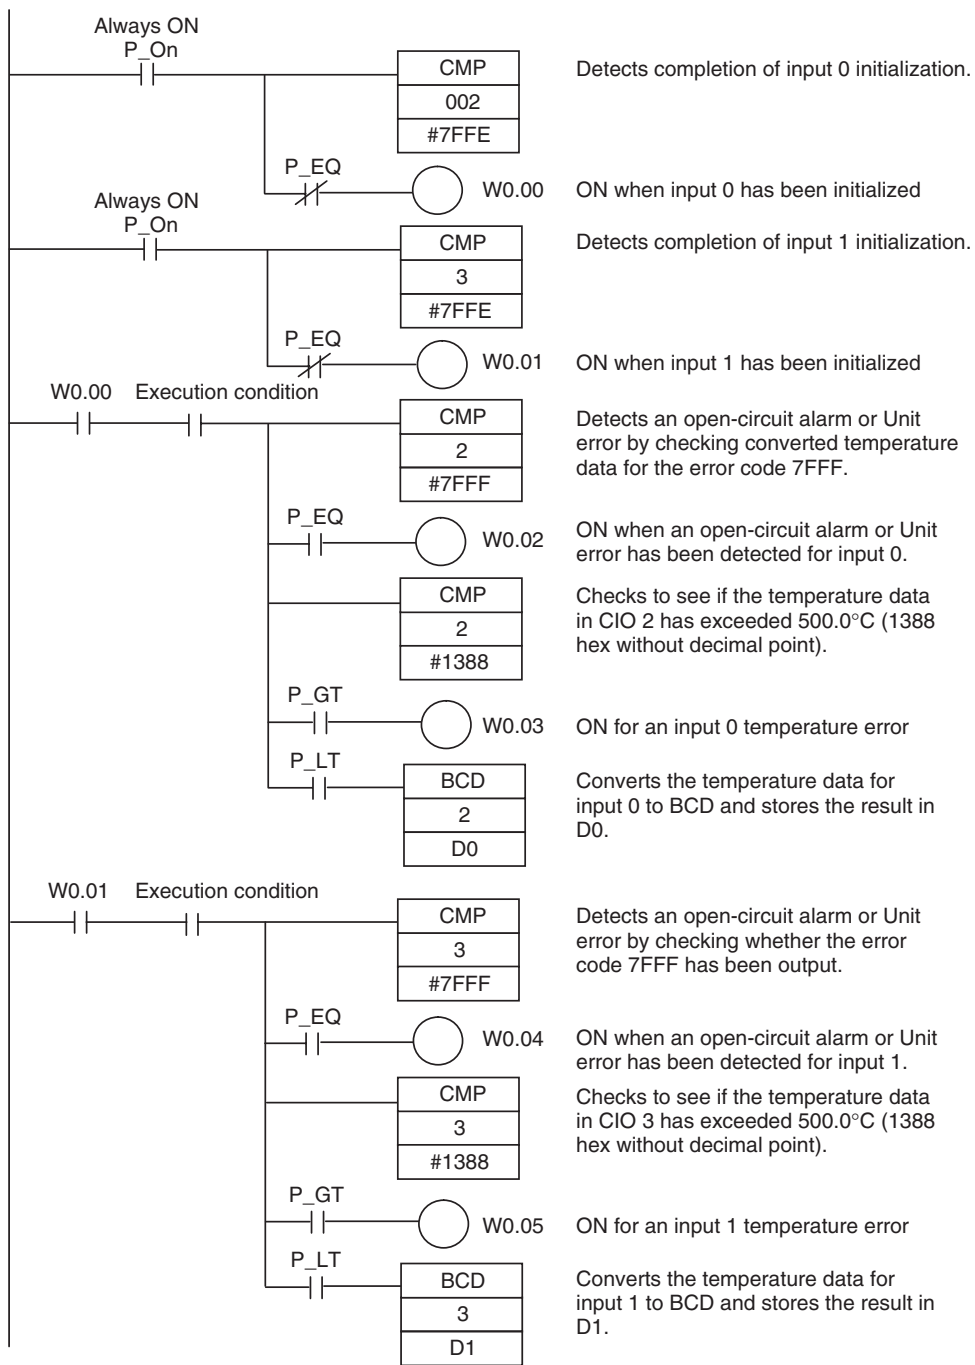 Always ON
P_On
CMP
002
#7FFE
Detects completion of input 0 initialization.
P_EQ
W0.00
ON when input 0 has been initialized
Always ON
P_On
CMP
3
#7FFE
Detects completion of input 1 initialization.
P_EQ
W0.01
ON when input 1 has been initialized
W0.00
Execution condition
CMP
2
#7FFF
Detects an open-circuit alarm or Unit
error by checking converted temperature
data for the error code 7FFF.
P_EQ
W0.02
ON when an open-circuit alarm or Unit
error has been detected for input 0.
CMP
2
#1388
Checks to see if the temperature data
in CIO 2 has exceeded 500.0°C (1388
hex without decimal point).
P_GT
W0.03
ON for an input 0 temperature error
P_LT
BCD
2
D0
Converts the temperature data for
input 0 to BCD and stores the result in
D0.
W0.01
Execution condition
CMP
3
#7FFF
Detects an open-circuit alarm or Unit
error by checking whether the error
code 7FFF has been output.
P_EQ
W0.04
ON when an open-circuit alarm or Unit
error has been detected for input 1.
CMP
3
#1388
Checks to see if the temperature data
in CIO 3 has exceeded 500.0°C (1388
hex without decimal point).
P_GT
W0.05
ON for an input 1 temperature error
P_LT
BCD
3
D1
Converts the temperature data for
input 1 to BCD and stores the result in
D1.